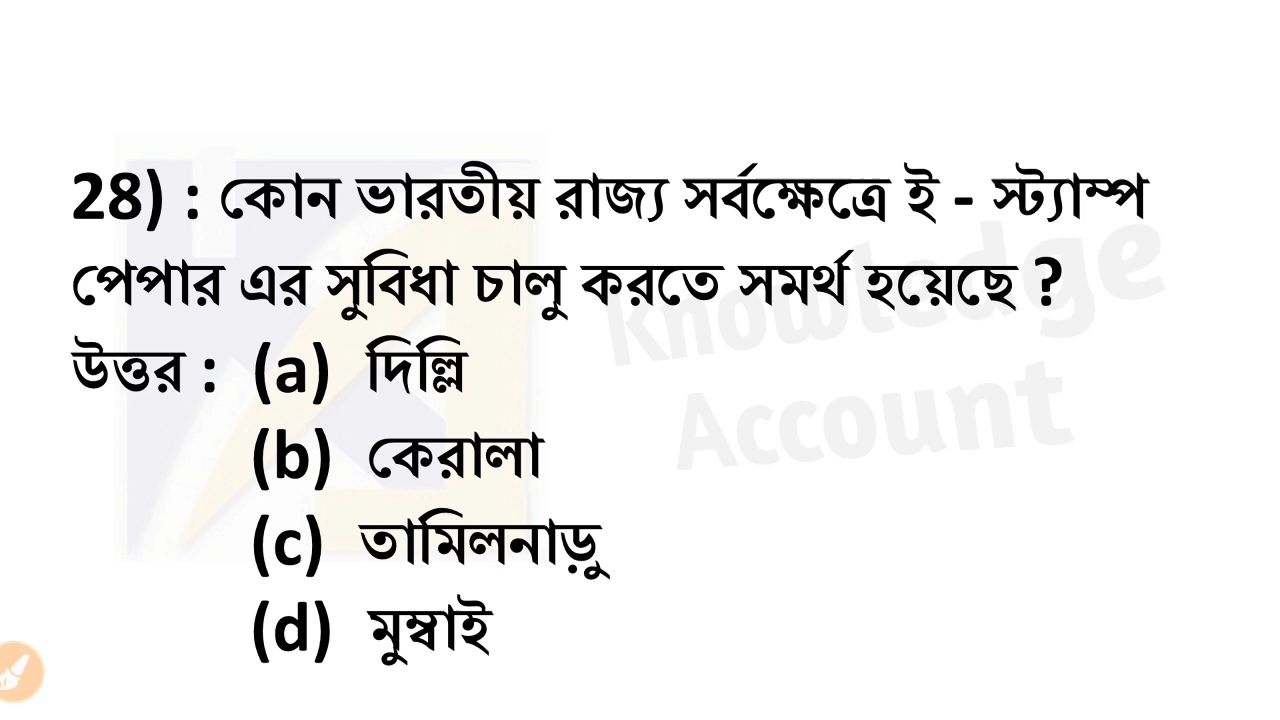 28) : কোন ভারতীয় রাজ্য সর্বক্ষেত্রে ই - স্ট্যাম্প
পেপার এর সুবিধা চালু করতে সমর্থ হয়েছে ?
উত্তর : (a) দিল্লি
(b) কেরালা
(c) তামিলনাড়ু
(d) মুম্বাই
Knowledge
Account